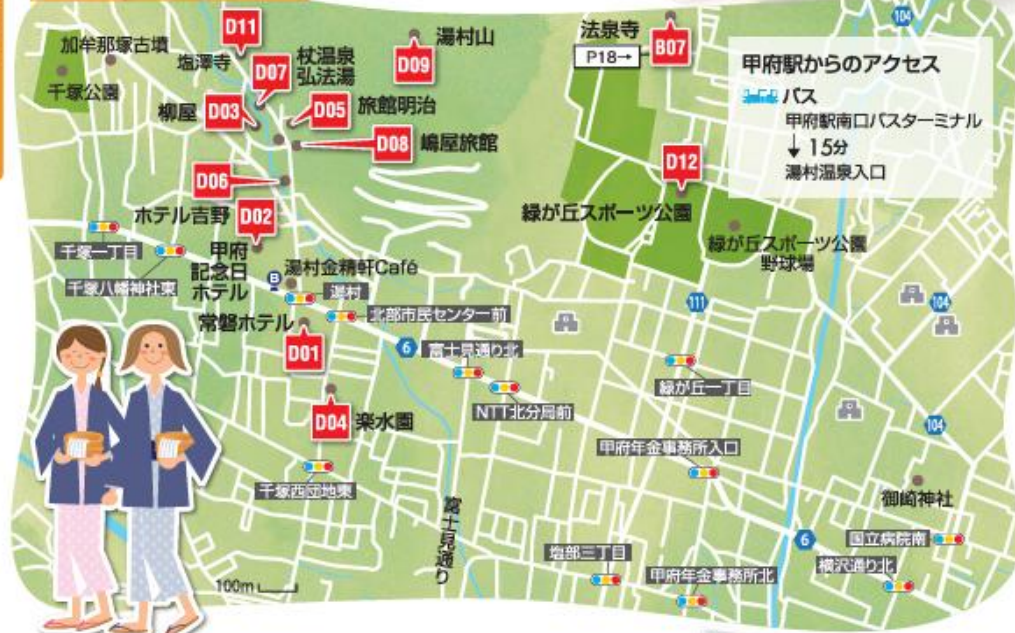 D11
加牟那塚古墳
塩澤寺
千塚公園
D07
杖温泉
弘法湯
湯村山
D09
法泉寺
P18→
B07
104
甲府駅からのアクセス
バス
甲府駅南口バスターミナル
↓ 15分
湯村温泉入口
柳屋
D03
D05
旅館明治
D08
嶋屋旅館
D12
D06
ホテル吉野
D02
緑が丘スポーツ公園
緑が丘スポーツ公園
野球場
千塚一丁目
千塚八幡神社東
甲府
記念日
ホテル
B
湯村金精軒Café
湯村
北部市民センター前
111
104
常磐ホテル
D01
6
富士見通り北
緑が丘一丁目
NTT北分局前
D04
楽水園
104
甲府年金事務所入口
千塚西団地東
御崎神社
富士見通り
塩部三丁目
6
国立病院南
横沢通り北
甲府年金事務所北
100m